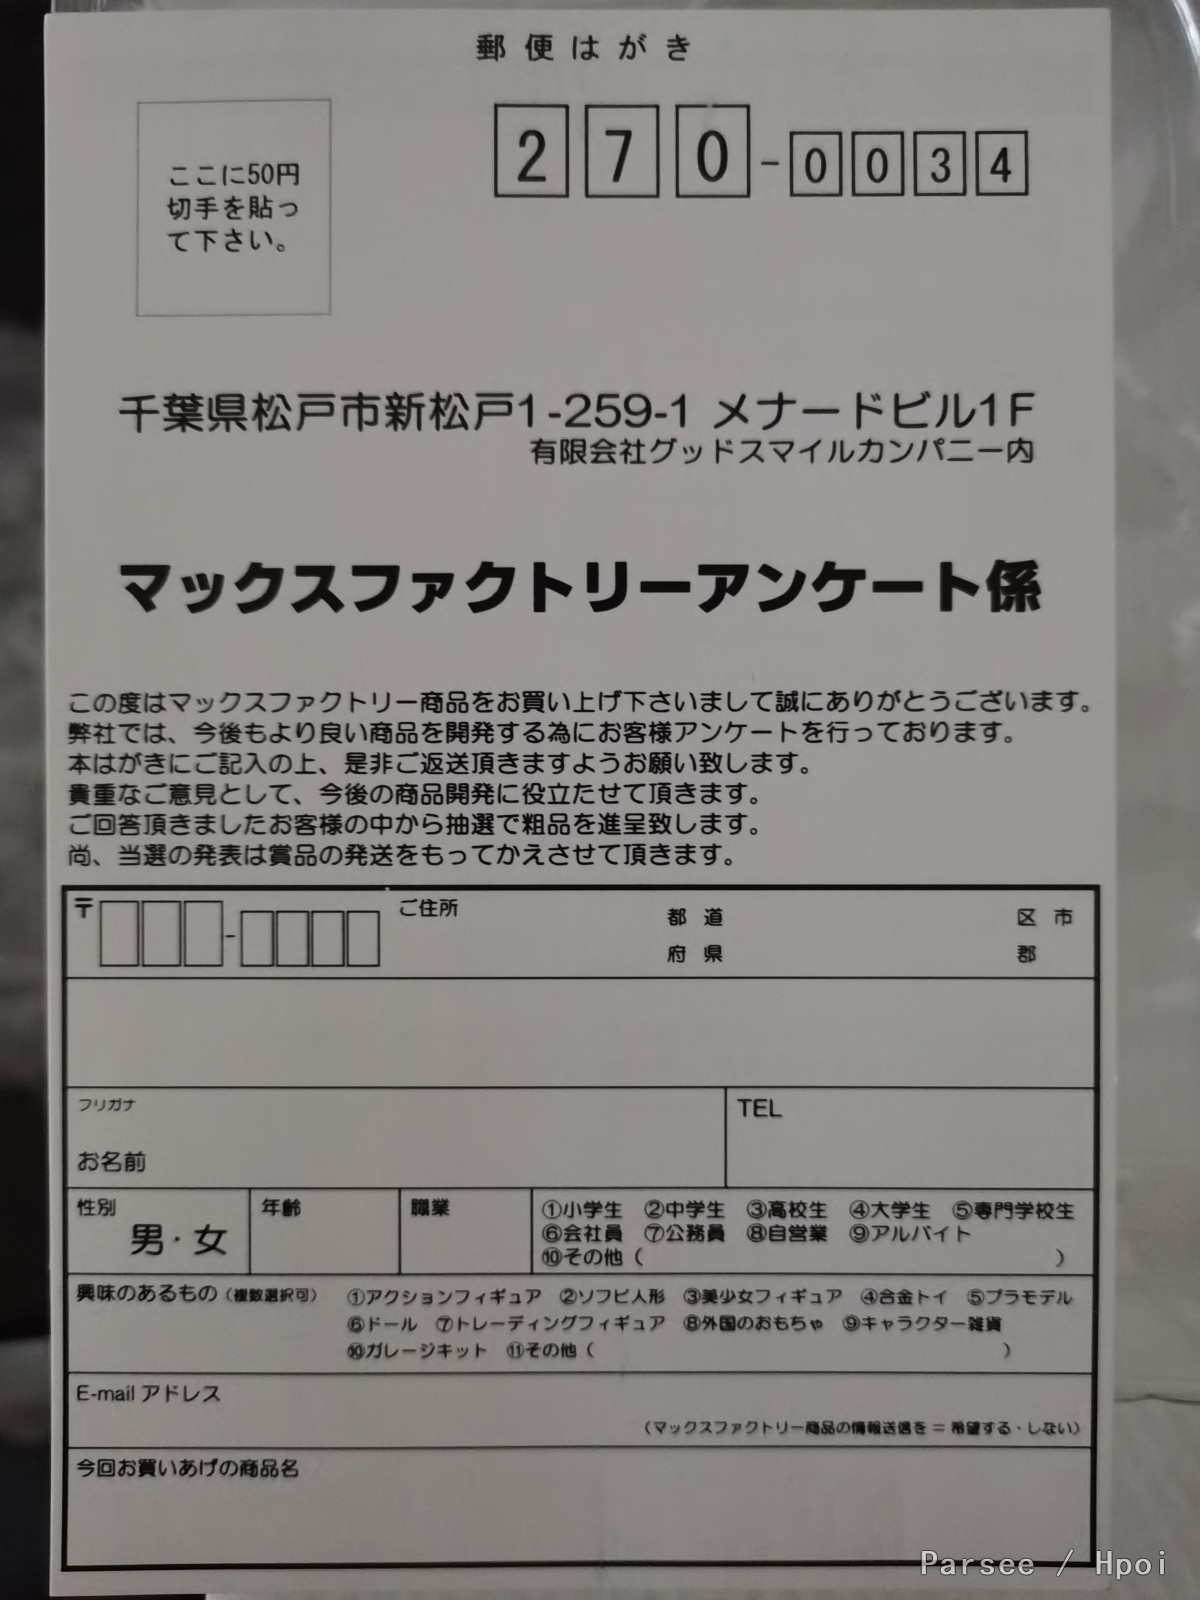 郵便はがき
ここに50円
切手を貼っ
て下さい。
270-0034
千葉県松戸市新松戸1-259-1 メナードビル1F
有限会社グッドスマイルカンパニー内
マックスファクトリーアンケート係
この度はマックスファクトリー商品をお買い上げ下さいまして誠にありがとうございます。
弊社では、今後もより良い商品を開発する為にお客様アンケートを行っております。
本はがきにご記入の上、是非ご返送頂きますようお願い致します。
貴重なご意見として、今後の商品開発に役立たせて頂きます。
ご回答頂きましたお客様の中から抽選で粗品を進呈致します。
尚、当選の発表は賞品の発送をもってかえさせて頂きます。
〒 - ご住所 都道 区市
府県 郡
フリガナ TEL
お名前
性別 年齢 職業 ①小学生 ②中学生 ③高校生 ④大学生 ⑤専門学校生
男・女 ⑥会社員 ⑦公務員 ⑧自営業 ⑨アルバイト
⑩その他（ ）
興味のあるもの（複数選択可） ①アクションフィギュア ②ソフビ人形 ③美少女フィギュア ④合金トイ ⑤プラモデル
⑥ドール ⑦トレーディングフィギュア ⑧外国のおもちゃ ⑨キャラクター雑貨
⑩ガレージキット ⑪その他（ ）
E-mail アドレス
（マックスファクトリー商品の情報送信を = 希望する・しない）
今回お買いあげの商品名
Parsee / Hpoi